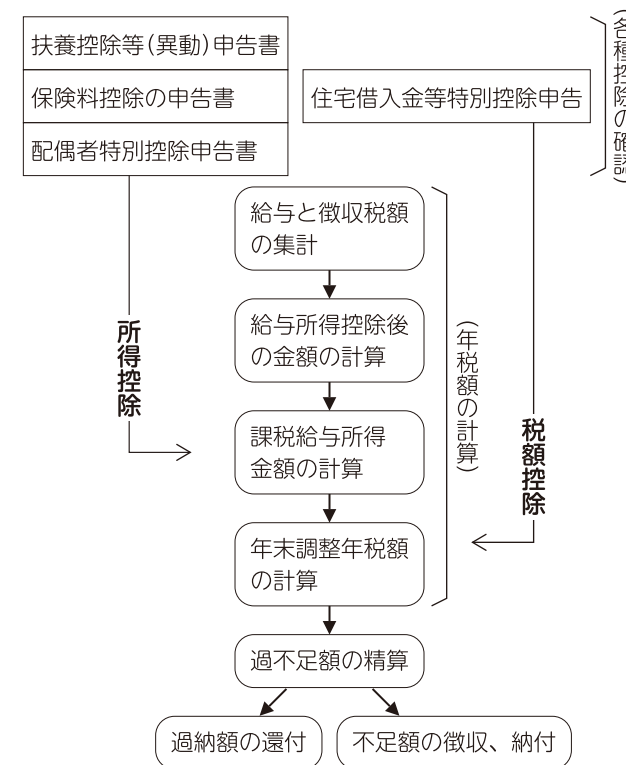 扶養控除等(異動)申告書
保険料控除の申告書
配偶者特別控除申告書
住宅借入金等特別控除申告
(各種控除の確認)
給与と徴収税額
の集計
給与所得控除後
の金額の計算
課税給与所得
金額の計算
年末調整年税額
の計算
(年税額の計算)
所得控除
税額控除
過不足額の精算
過納額の還付
不足額の徴収、納付